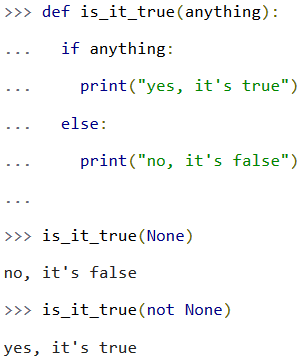 >>> def is_it_true(anything):
...   if anything:
...     print("yes, it's true")
...   else:
...     print("no, it's false")
...
>>> is_it_true(None)
no, it's false
>>> is_it_true(not None)
yes, it's true